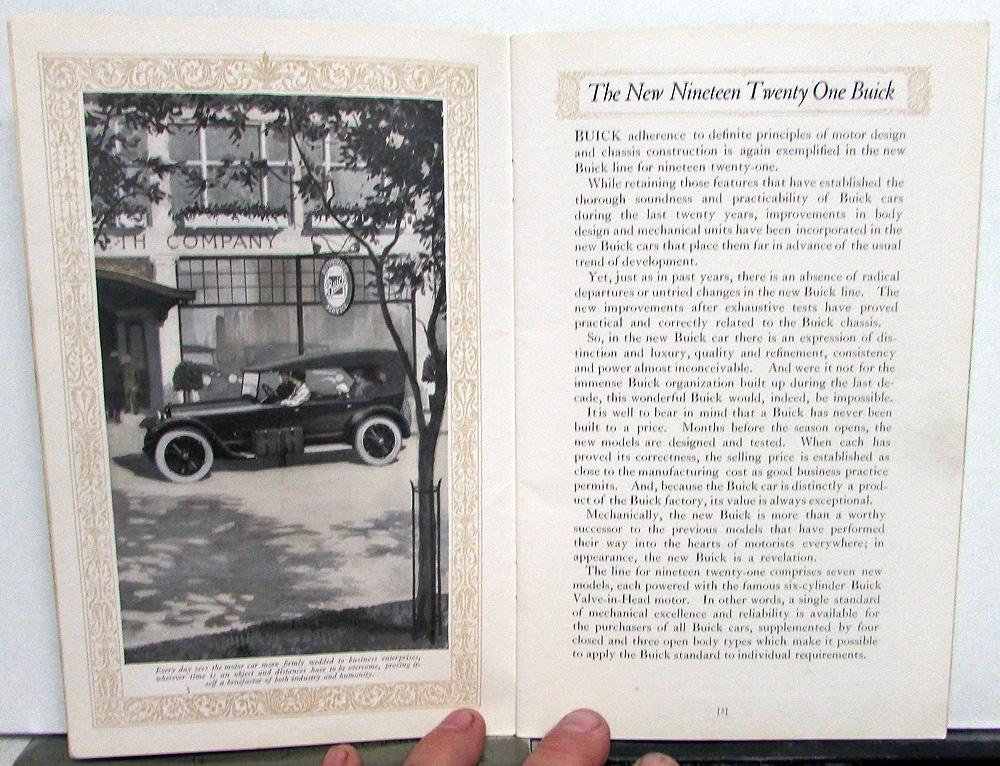 TH COMPANY
Buick
Every day sees the motor car more firmly wedded to business enterprises,
wherever time is an object and distances have to be overcome, proving it-
self a benefactor of both industry and humanity.
The New Nineteen Twenty One Buick
BUICK adherence to definite principles of motor design
and chassis construction is again exemplified in the new
Buick line for nineteen twenty-one.
While retaining those features that have established the
thorough soundness and practicability of Buick cars
during the last twenty years, improvements in body
design and mechanical units have been incorporated in the
new Buick cars that place them far in advance of the usual
trend of development.
Yet, just as in past years, there is an absence of radical
departures or untried changes in the new Buick line. The
new improvements after exhaustive tests have proved
practical and correctly related to the Buick chassis.
So, in the new Buick car there is an expression of dis-
tinction and luxury, quality and refinement, consistency
and power almost inconceivable. And were it not for the
immense Buick organization built up during the last de-
cade, this wonderful Buick would, indeed, be impossible.
It is well to bear in mind that a Buick has never been
built to a price. Months before the season opens, the
new models are designed and tested. When each has
proved its correctness, the selling price is established as
close to the manufacturing cost as good business practice
permits. And, because the Buick car is distinctly a prod-
uct of the Buick factory, its value is always exceptional.
Mechanically, the new Buick is more than a worthy
successor to the previous models that have performed
their way into the hearts of motorists everywhere; in
appearance, the new Buick is a revelation.
The line for nineteen twenty-one comprises seven new
models, each powered with the famous six-cylinder Buick
Valve-in-Head motor. In other words, a single standard
of mechanical excellence and reliability is available for
the purchasers of all Buick cars, supplemented by four
closed and three open body types which make it possible
to apply the Buick standard to individual requirements.
[3]